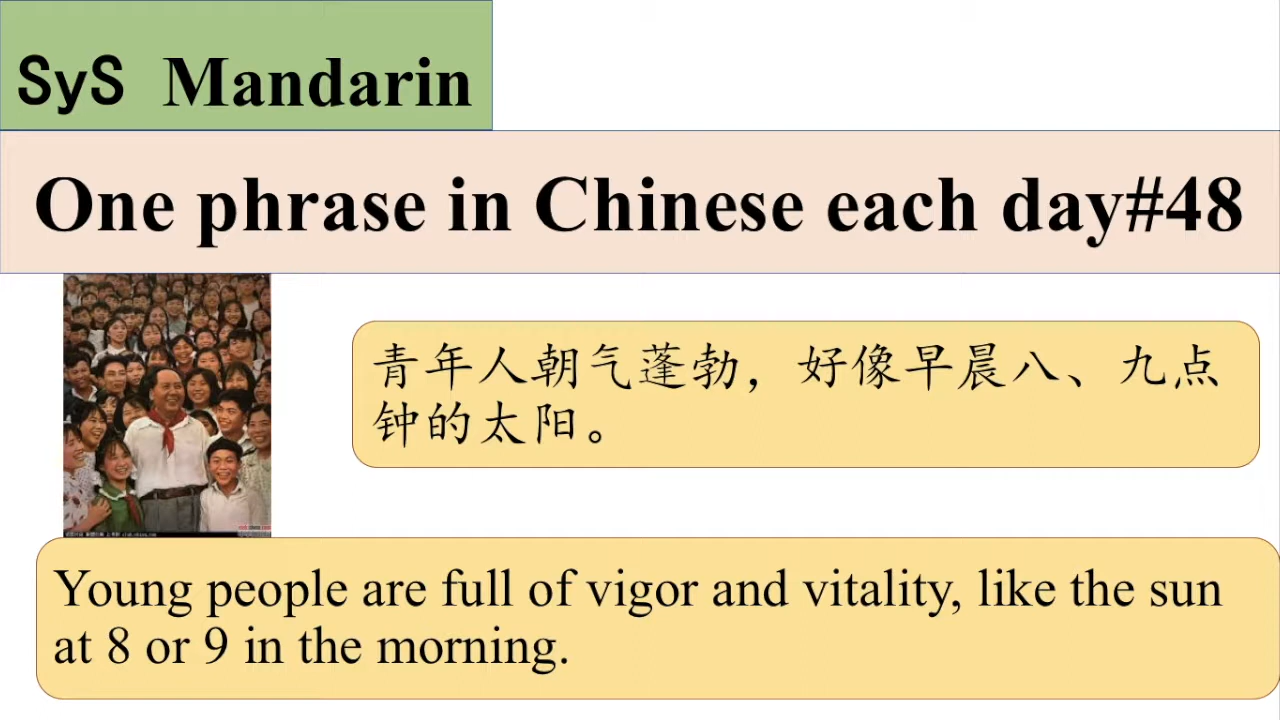 SyS Mandarin
One phrase in Chinese each day#48
青年人朝气蓬勃，好像早晨八、九点
钟的太阳。
Young people are full of vigor and vitality, like the sun
at 8 or 9 in the morning.